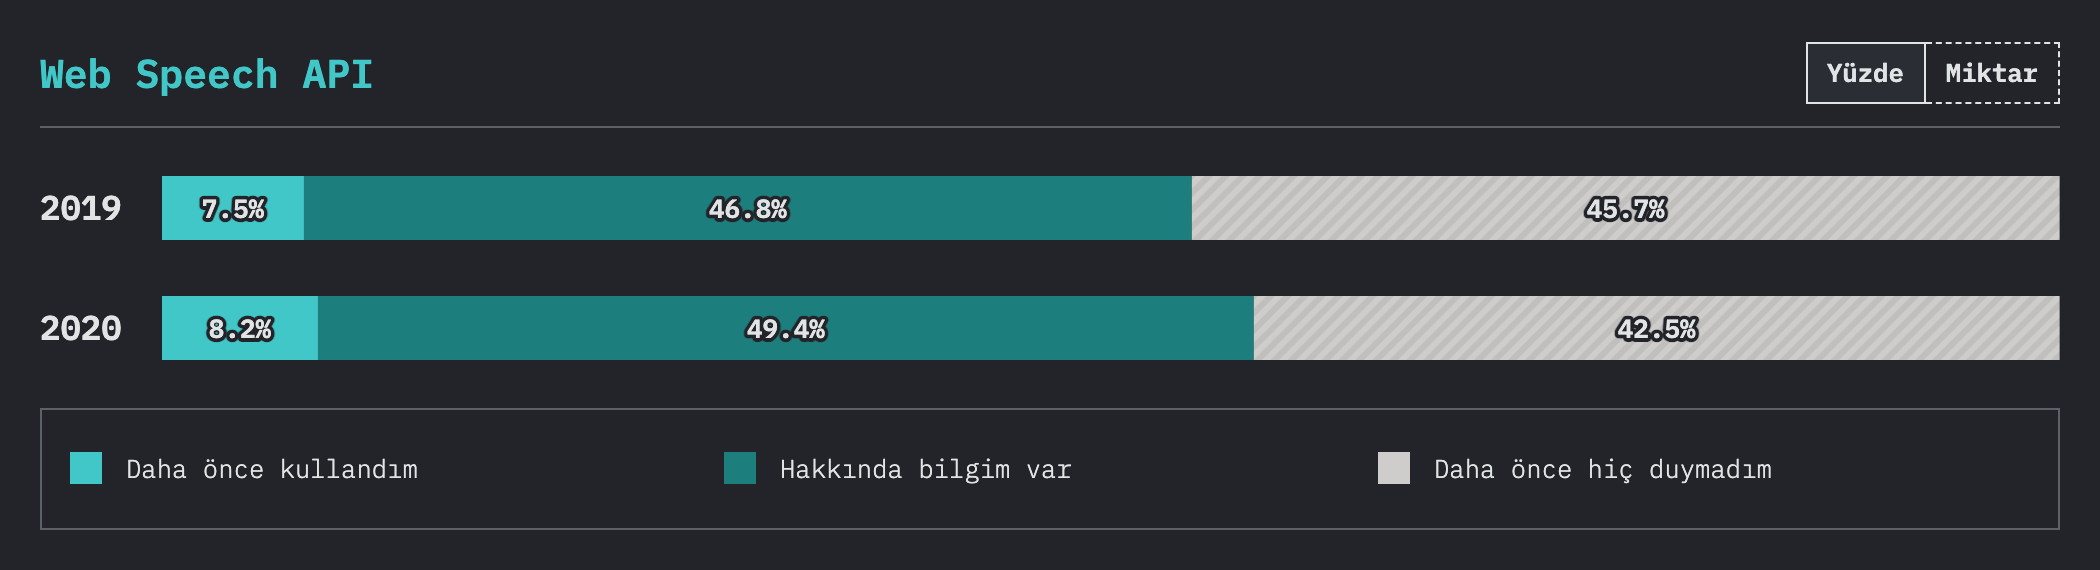 Web Speech API
Yüzde Miktar
2019 7.5% 46.8% 45.7%
2020 8.2% 49.4% 42.5%
Daha önce kullandım Hakkında bilgim var Daha önce hiç duymadım